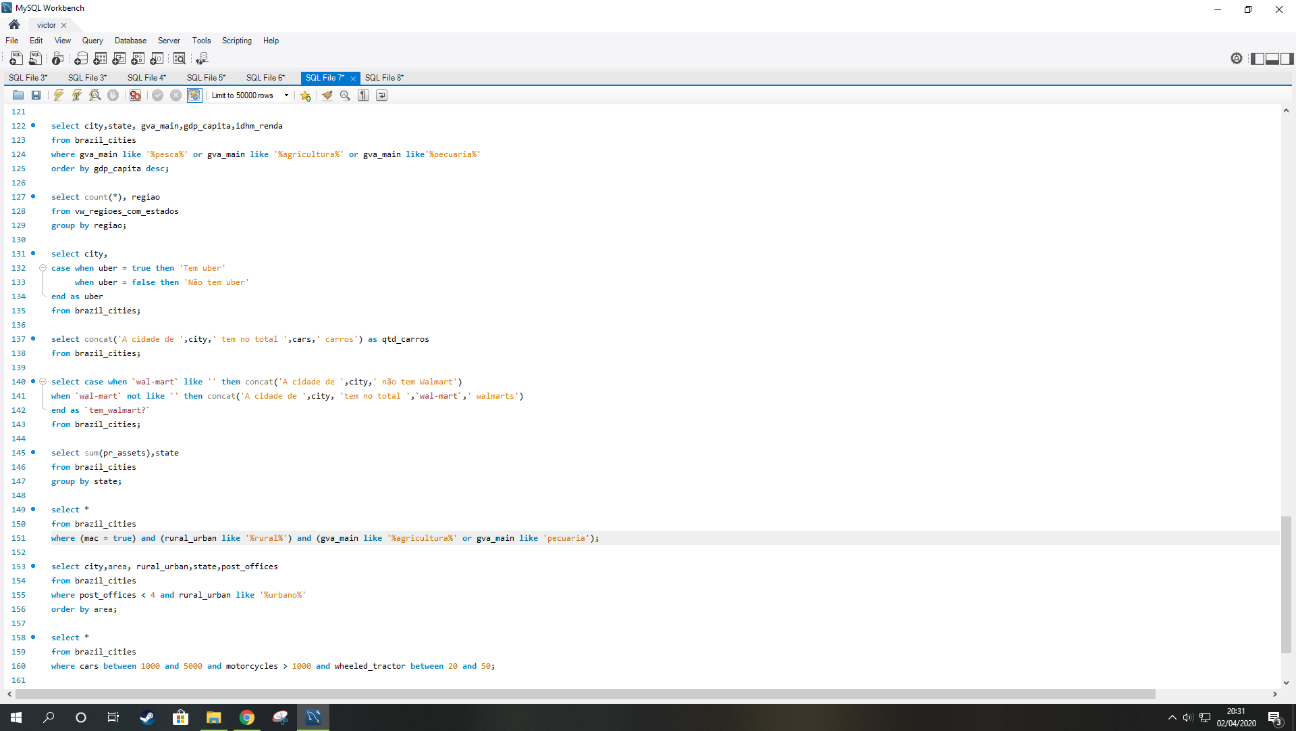 MySQL Workbench
victor
File Edit View Query Database Server Tools Scripting Help
SQL File 3* SQL File 3* SQL File 4* SQL File 5* SQL File 6* SQL File 7* SQL File 8*
Limit to 50000 rows
121
122 select city,state, gva_main,gdp_capita,idhm_renda
123 from brazil_cities
124 where gva_main like '%pesca%' or gva_main like '%agricultura%' or gva_main like'%pecuaria%'
125 order by gdp_capita desc;
126
127 select count(*), regiao
128 from vw_regioes_com_estados
129 group by regiao;
130
131 select city,
132 case when uber = true then 'Tem uber'
133 when uber = false then 'Não tem uber'
134 end as uber
135 from brazil_cities;
136
137 select concat('A cidade de ',city,' tem no total ',cars,' carros') as qtd_carros
138 from brazil_cities;
139
140 select case when `wal-mart` like '' then concat('A cidade de ',city,' não tem Walmart')
141 when `wal-mart` not like '' then concat('A cidade de ',city, 'tem no total ',`wal-mart`,' walmarts')
142 end as `tem_walmart?`
143 from brazil_cities;
144
145 select sum(pr_assets),state
146 from brazil_cities
147 group by state;
148
149 select *
150 from brazil_cities
151 where (mac = true) and (rural_urban like '%rural%') and (gva_main like '%agricultura%' or gva_main like 'pecuaria');
152
153 select city,area, rural_urban,state,post_offices
154 from brazil_cities
155 where post_offices < 4 and rural_urban like '%urbano%'
156 order by area;
157
158 select *
159 from brazil_cities
160 where cars between 1000 and 5000 and motorcycles > 1000 and wheeled_tractor between 20 and 50;
161
20:31
02/04/2020
3